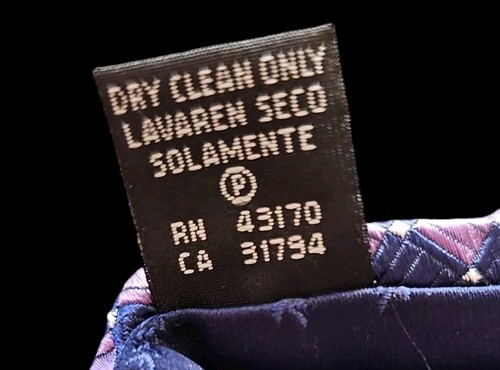 DRY CLEAN ONLY
LAVAREN SECO
SOLAMENTE
Ⓟ
RN 43170
CA 31794